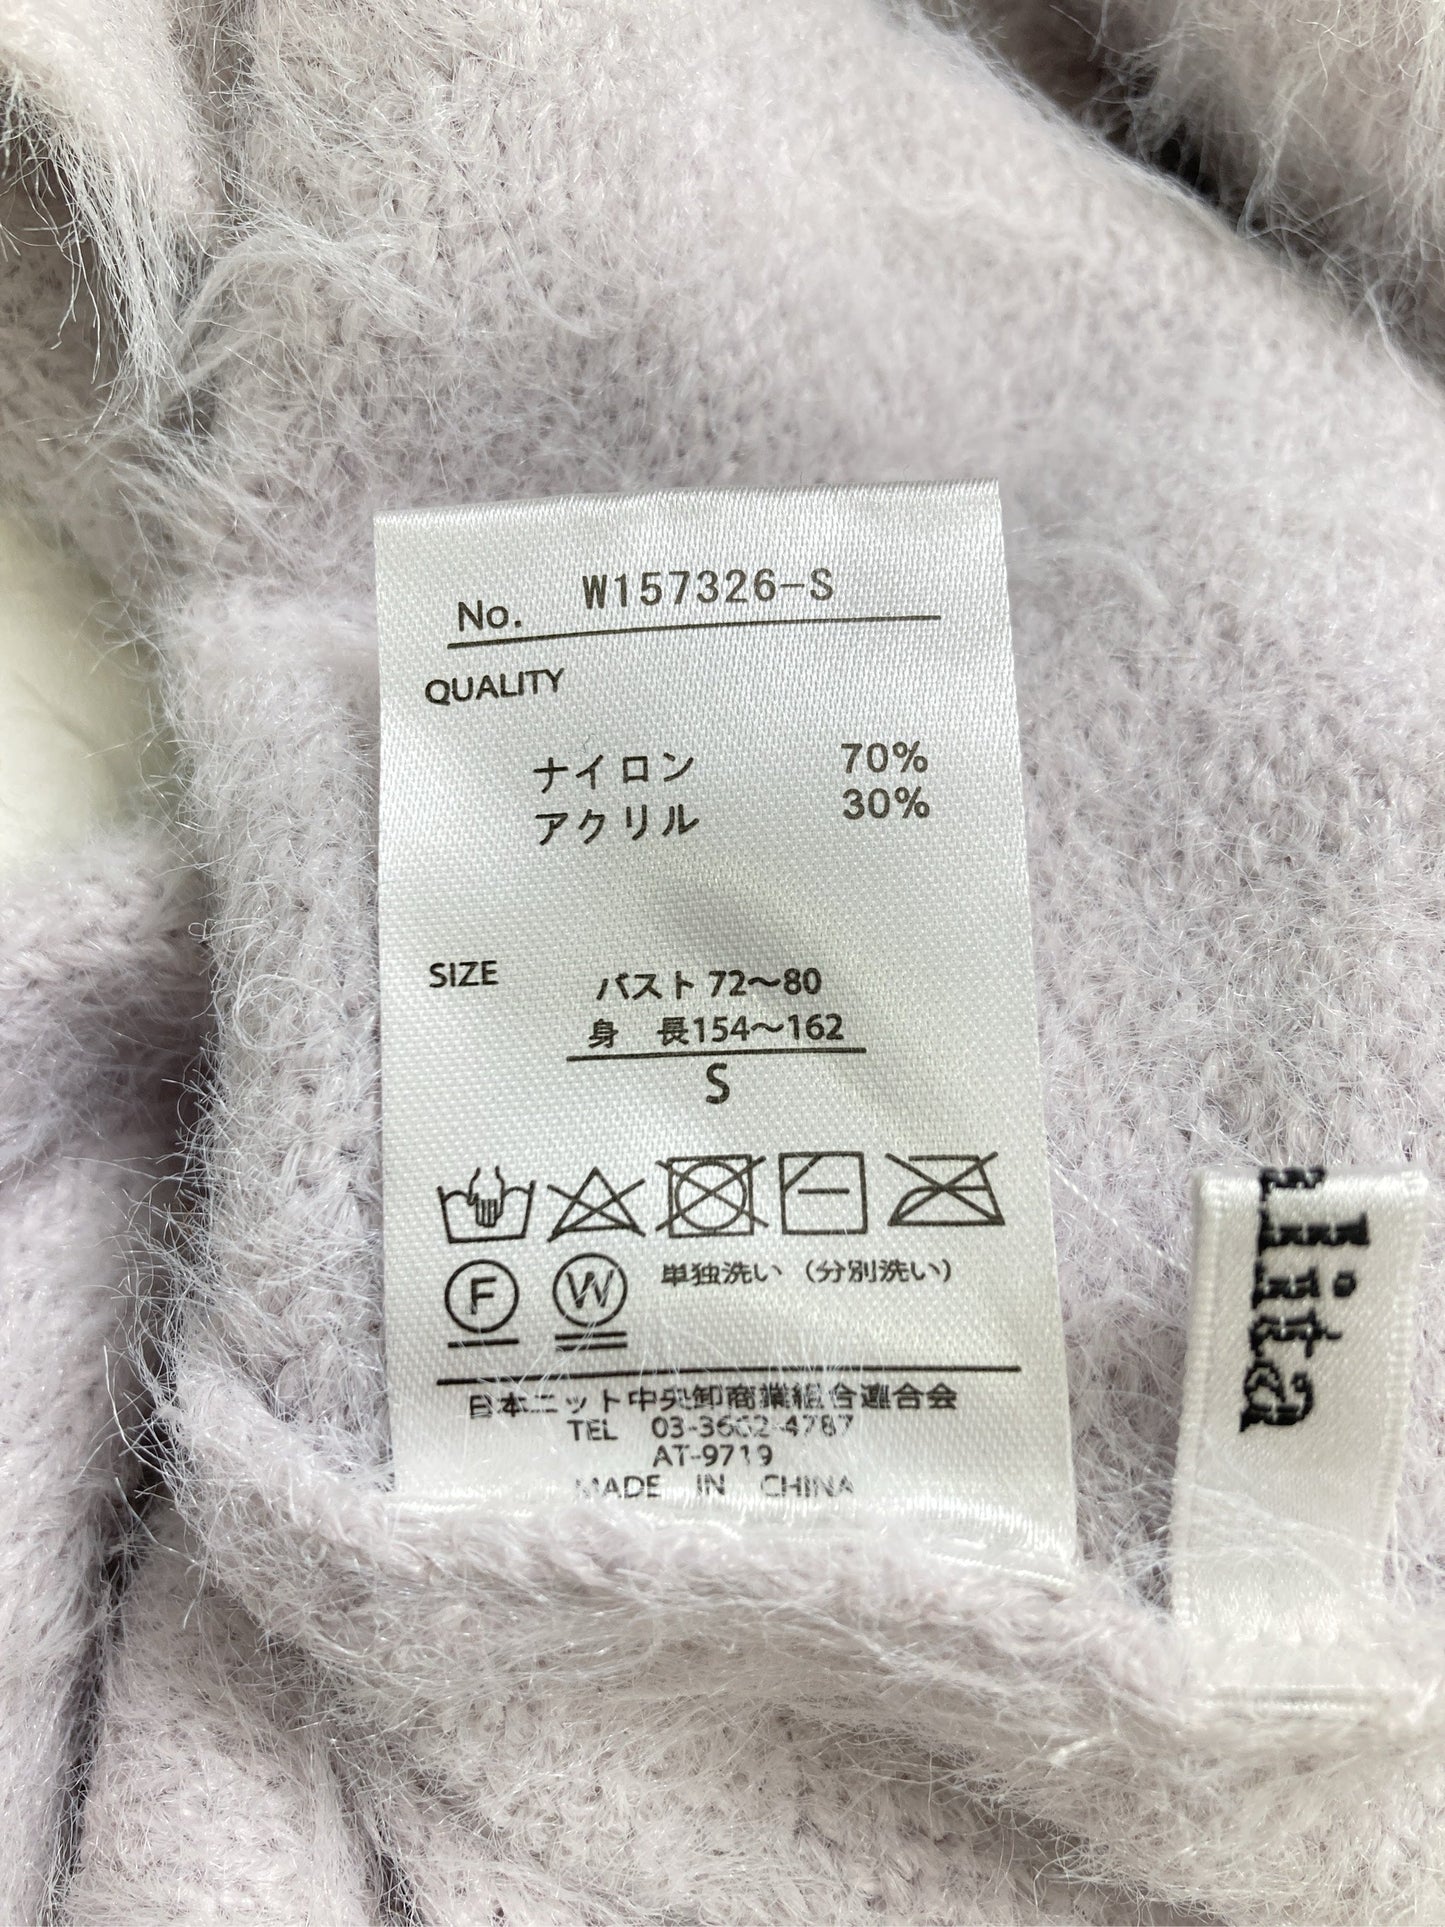 No. W157326-S
QUALITY
ナイロン 70%
アクリル 30%
SIZE
バスト 72〜80
身 長154〜162
S
F W 単独洗い（分別洗い）
日本ニット中央卸商業組合連合会
TEL 03-3662-4787
AT-9719
MADE IN CHINA
lita